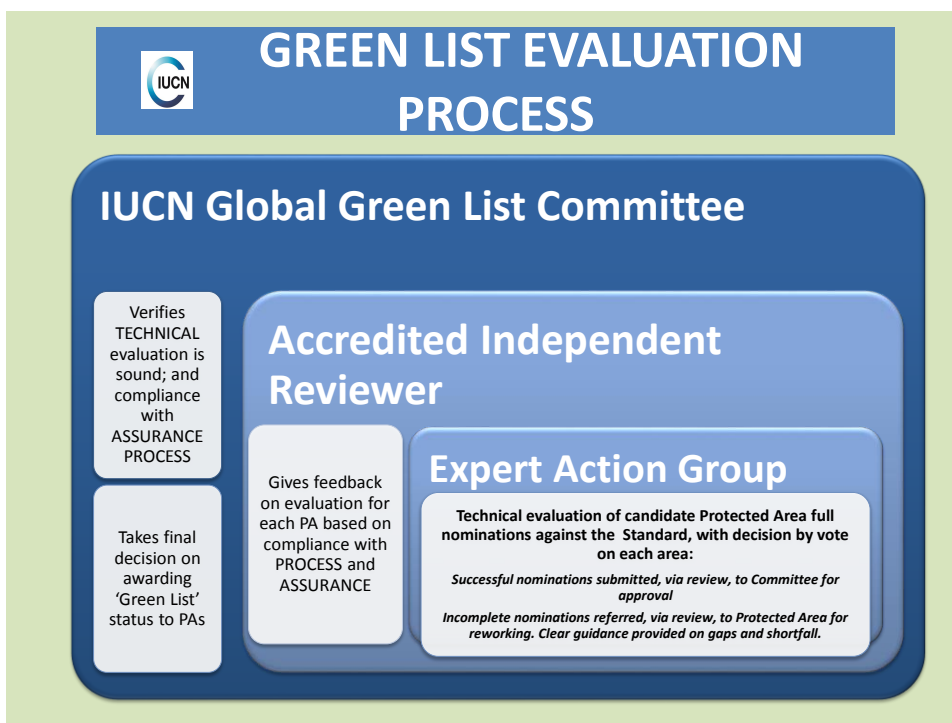 IUCN
GREEN LIST EVALUATION
PROCESS
IUCN Global Green List Committee
Verifies
TECHNICAL
evaluation is
sound; and
compliance
with
ASSURANCE
PROCESS
Takes final
decision on
awarding
‘Green List’
status to PAs
Accredited Independent
Reviewer
Gives feedback
on evaluation for
each PA based on
compliance with
PROCESS and
ASSURANCE
Expert Action Group
Technical evaluation of candidate Protected Area full
nominations against the Standard, with decision by vote
on each area:
Successful nominations submitted, via review, to Committee for
approval
Incomplete nominations referred, via review, to Protected Area for
reworking. Clear guidance provided on gaps and shortfall.